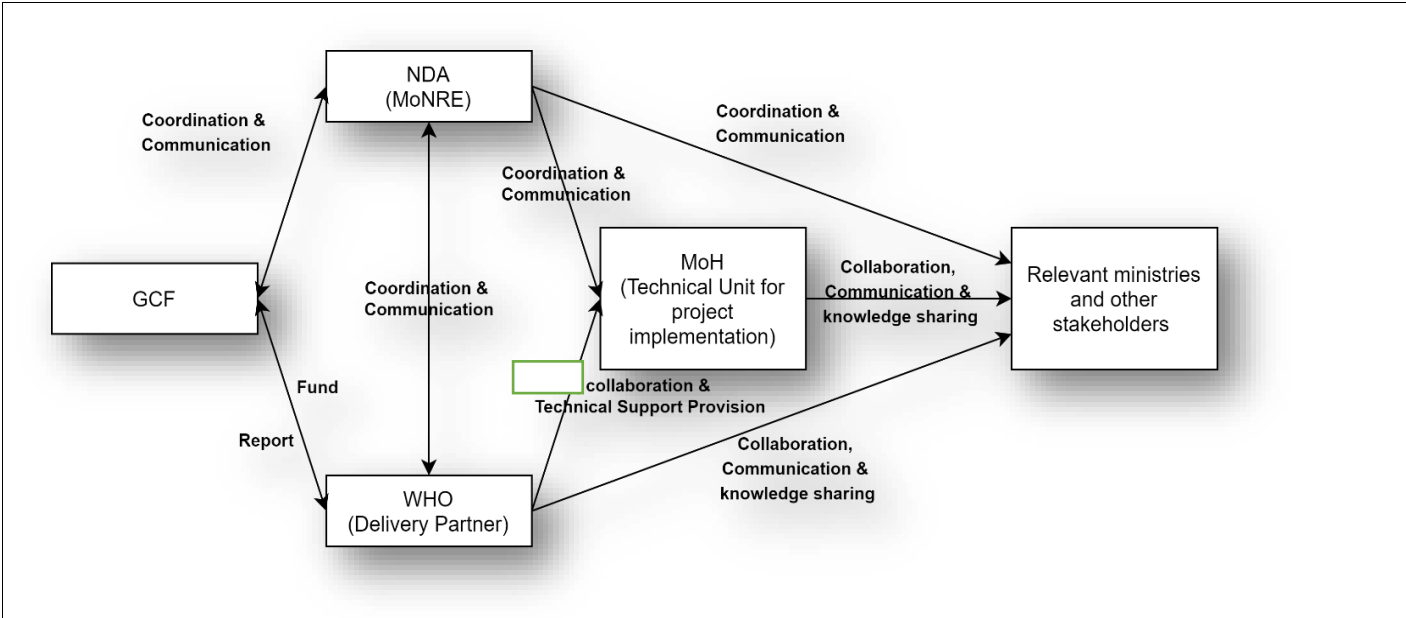 NDA
(MoNRE)
Coordination &
Communication
Coordination &
Communication
Coordination &
Communication
MoH
(Technical Unit for
project
implementation)
Relevant ministries
and other
stakeholders
GCF
Coordination &
Communication
Collaboration,
Communication &
knowledge sharing
Fund
collaboration &
Technical Support Provision
Report
Collaboration,
Communication &
knowledge sharing
WHO
(Delivery Partner)